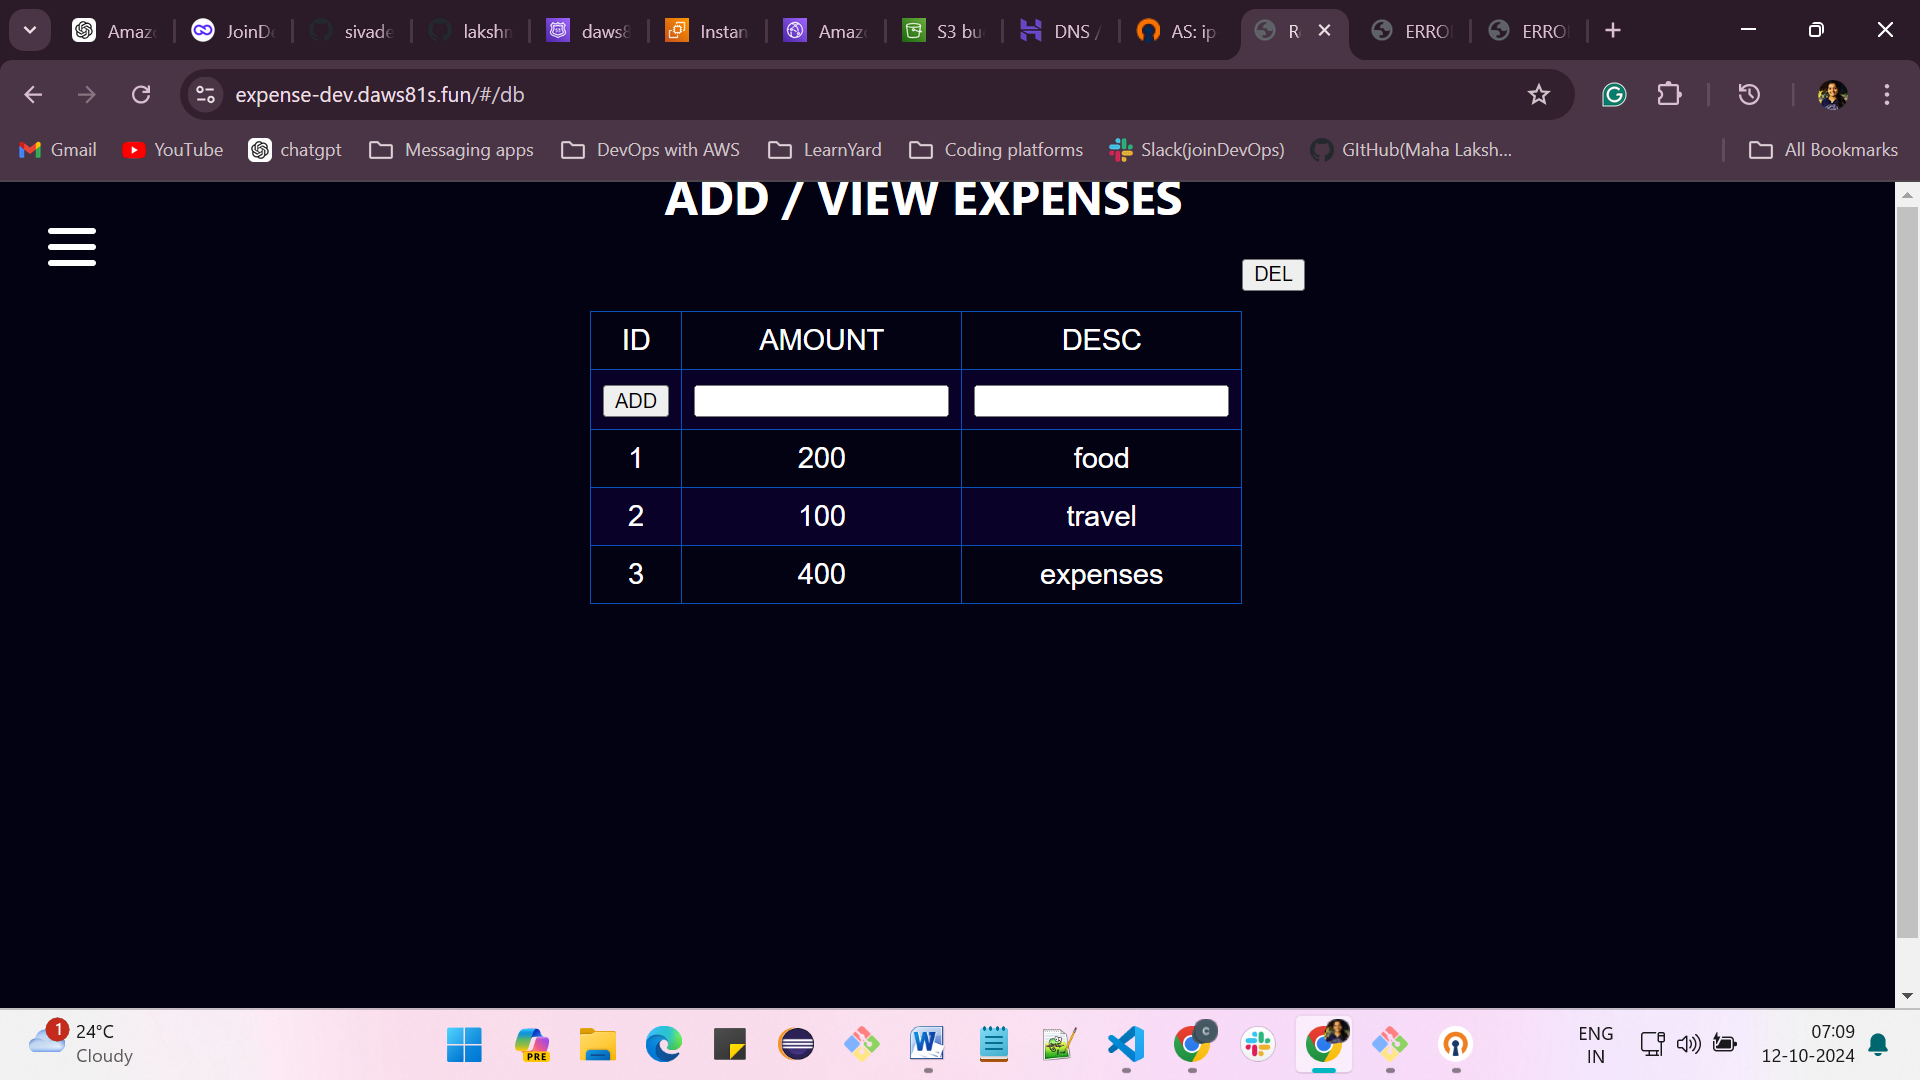 Amaz
JoinDe
sivade
lakshm
daws8
Instan
Amaz
S3 bu
DNS /
AS: ip
R
ERRO
ERRO
expense-dev.daws81s.fun/#/db
Gmail
YouTube
chatgpt
Messaging apps
DevOps with AWS
LearnYard
Coding platforms
Slack(joinDevOps)
GItHub(Maha Laksh...
All Bookmarks
ADD / VIEW EXPENSES
DEL
ID AMOUNT DESC
ADD
1 200 food
2 100 travel
3 400 expenses
1
24°C
Cloudy
PRE
C
ENG
IN
07:09
12-10-2024